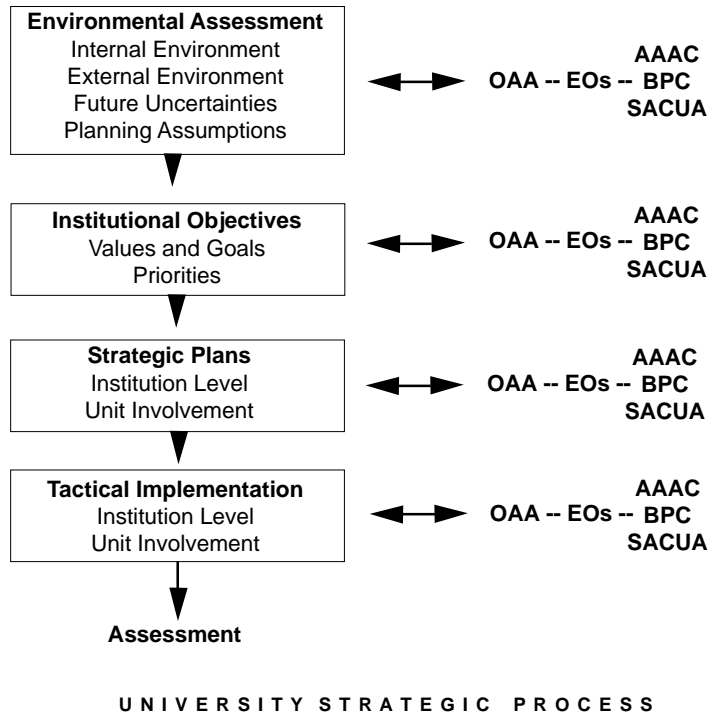 Environmental Assessment
Internal Environment
External Environment
Future Uncertainties
Planning Assumptions
AAAC
OAA -- EOs -- BPC
SACUA
Institutional Objectives
Values and Goals
Priorities
AAAC
OAA -- EOs -- BPC
SACUA
Strategic Plans
Institution Level
Unit Involvement
AAAC
OAA -- EOs -- BPC
SACUA
Tactical Implementation
Institution Level
Unit Involvement
AAAC
OAA -- EOs -- BPC
SACUA
Assessment
UNIVERSITY STRATEGIC PROCESS